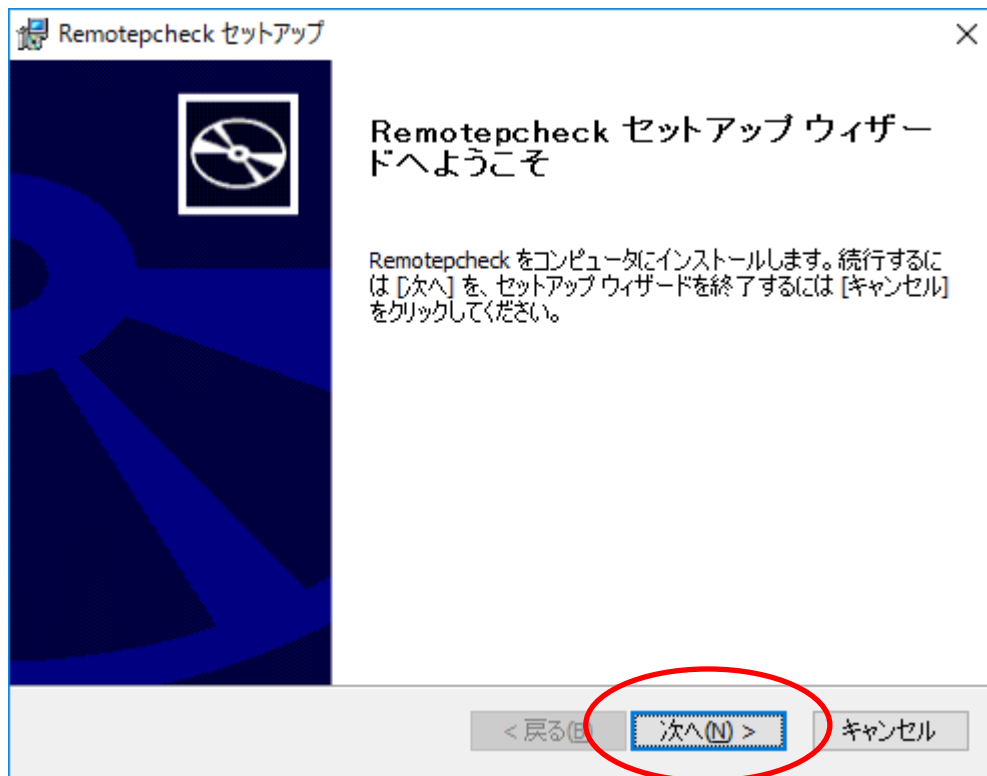 Remotepcheck セットアップ
Remotepcheck セットアップ ウィザー
ドへようこそ
Remotepcheck をコンピュータにインストールします。続行するに
は [次へ] を、セットアップ ウィザードを終了するには [キャンセル]
をクリックしてください。
< 戻る(B) 次へ(N) > キャンセル